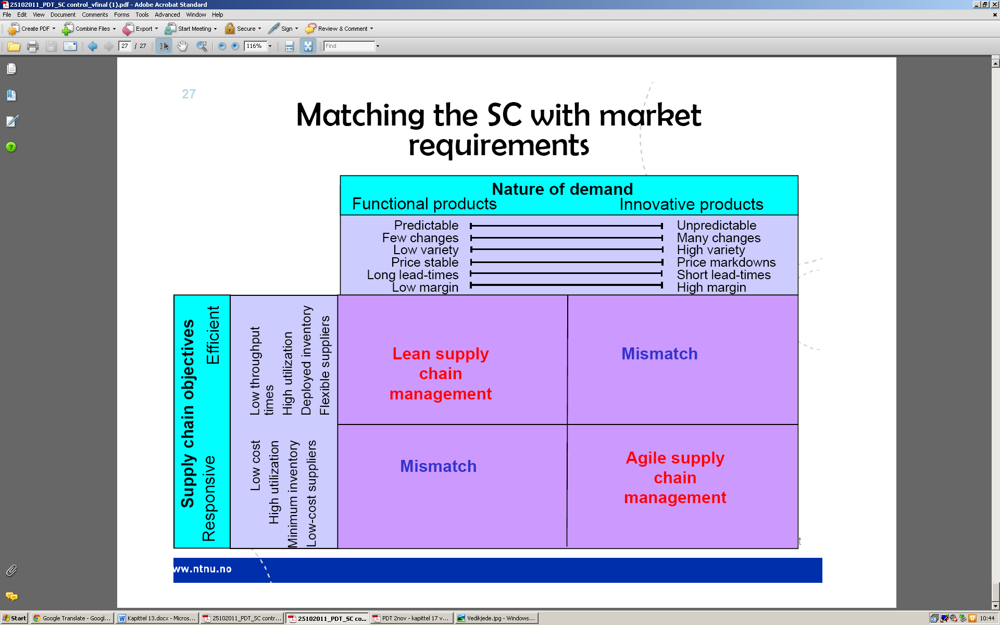 25102011_PDT_SC control_vfinal (1).pdf - Adobe Acrobat Standard
File Edit View Document Comments Forms Tools Advanced Window Help
Create PDF Combine Files Export Start Meeting Secure Sign Review & Comment
27 / 27 116% Find
27
Matching the SC with market
requirements
Nature of demand
Functional products Innovative products
Predictable Unpredictable
Few changes Many changes
Low variety High variety
Price stable Price markdowns
Long lead-times Short lead-times
Low margin High margin
Supply chain objectives
Efficient
Responsive
Low throughput
times
High utilization
Deployed inventory
Flexible suppliers
Low cost
High utilization
Minimum inventory
Low-cost suppliers
Lean supply
chain
management
Mismatch
Mismatch
Agile supply
chain
management
t
ww.ntnu.no
Start Google Translate - Googl... Kapittel 13.docx - Micros... 25102011_PDT_SC contr... 25102011_PDT_SC co... PDT 2nov - kapittel 17 v... Vedikjede.jpg - Windows... 10:44